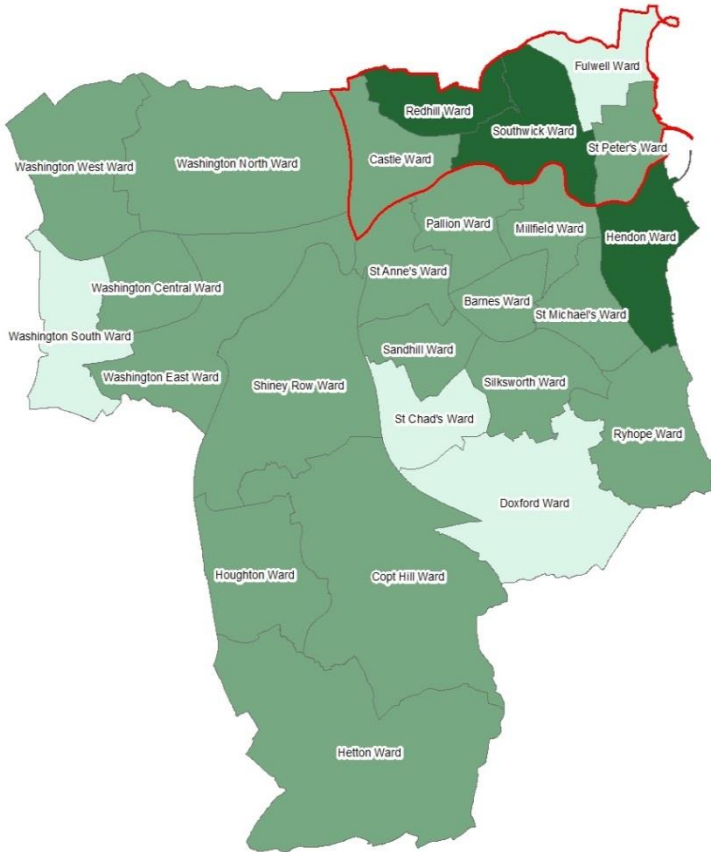 Fulwell Ward
Redhill Ward
Southwick Ward
St Peter's Ward
Castle Ward
Washington West Ward
Washington North Ward
Pallion Ward
Millfield Ward
Hendon Ward
St Anne's Ward
Washington Central Ward
Barnes Ward
St Michael's Ward
Washington South Ward
Sandhill Ward
Washington East Ward
Shiney Row Ward
Silksworth Ward
St Chad's Ward
Ryhope Ward
Doxford Ward
Houghton Ward
Copt Hill Ward
Hetton Ward